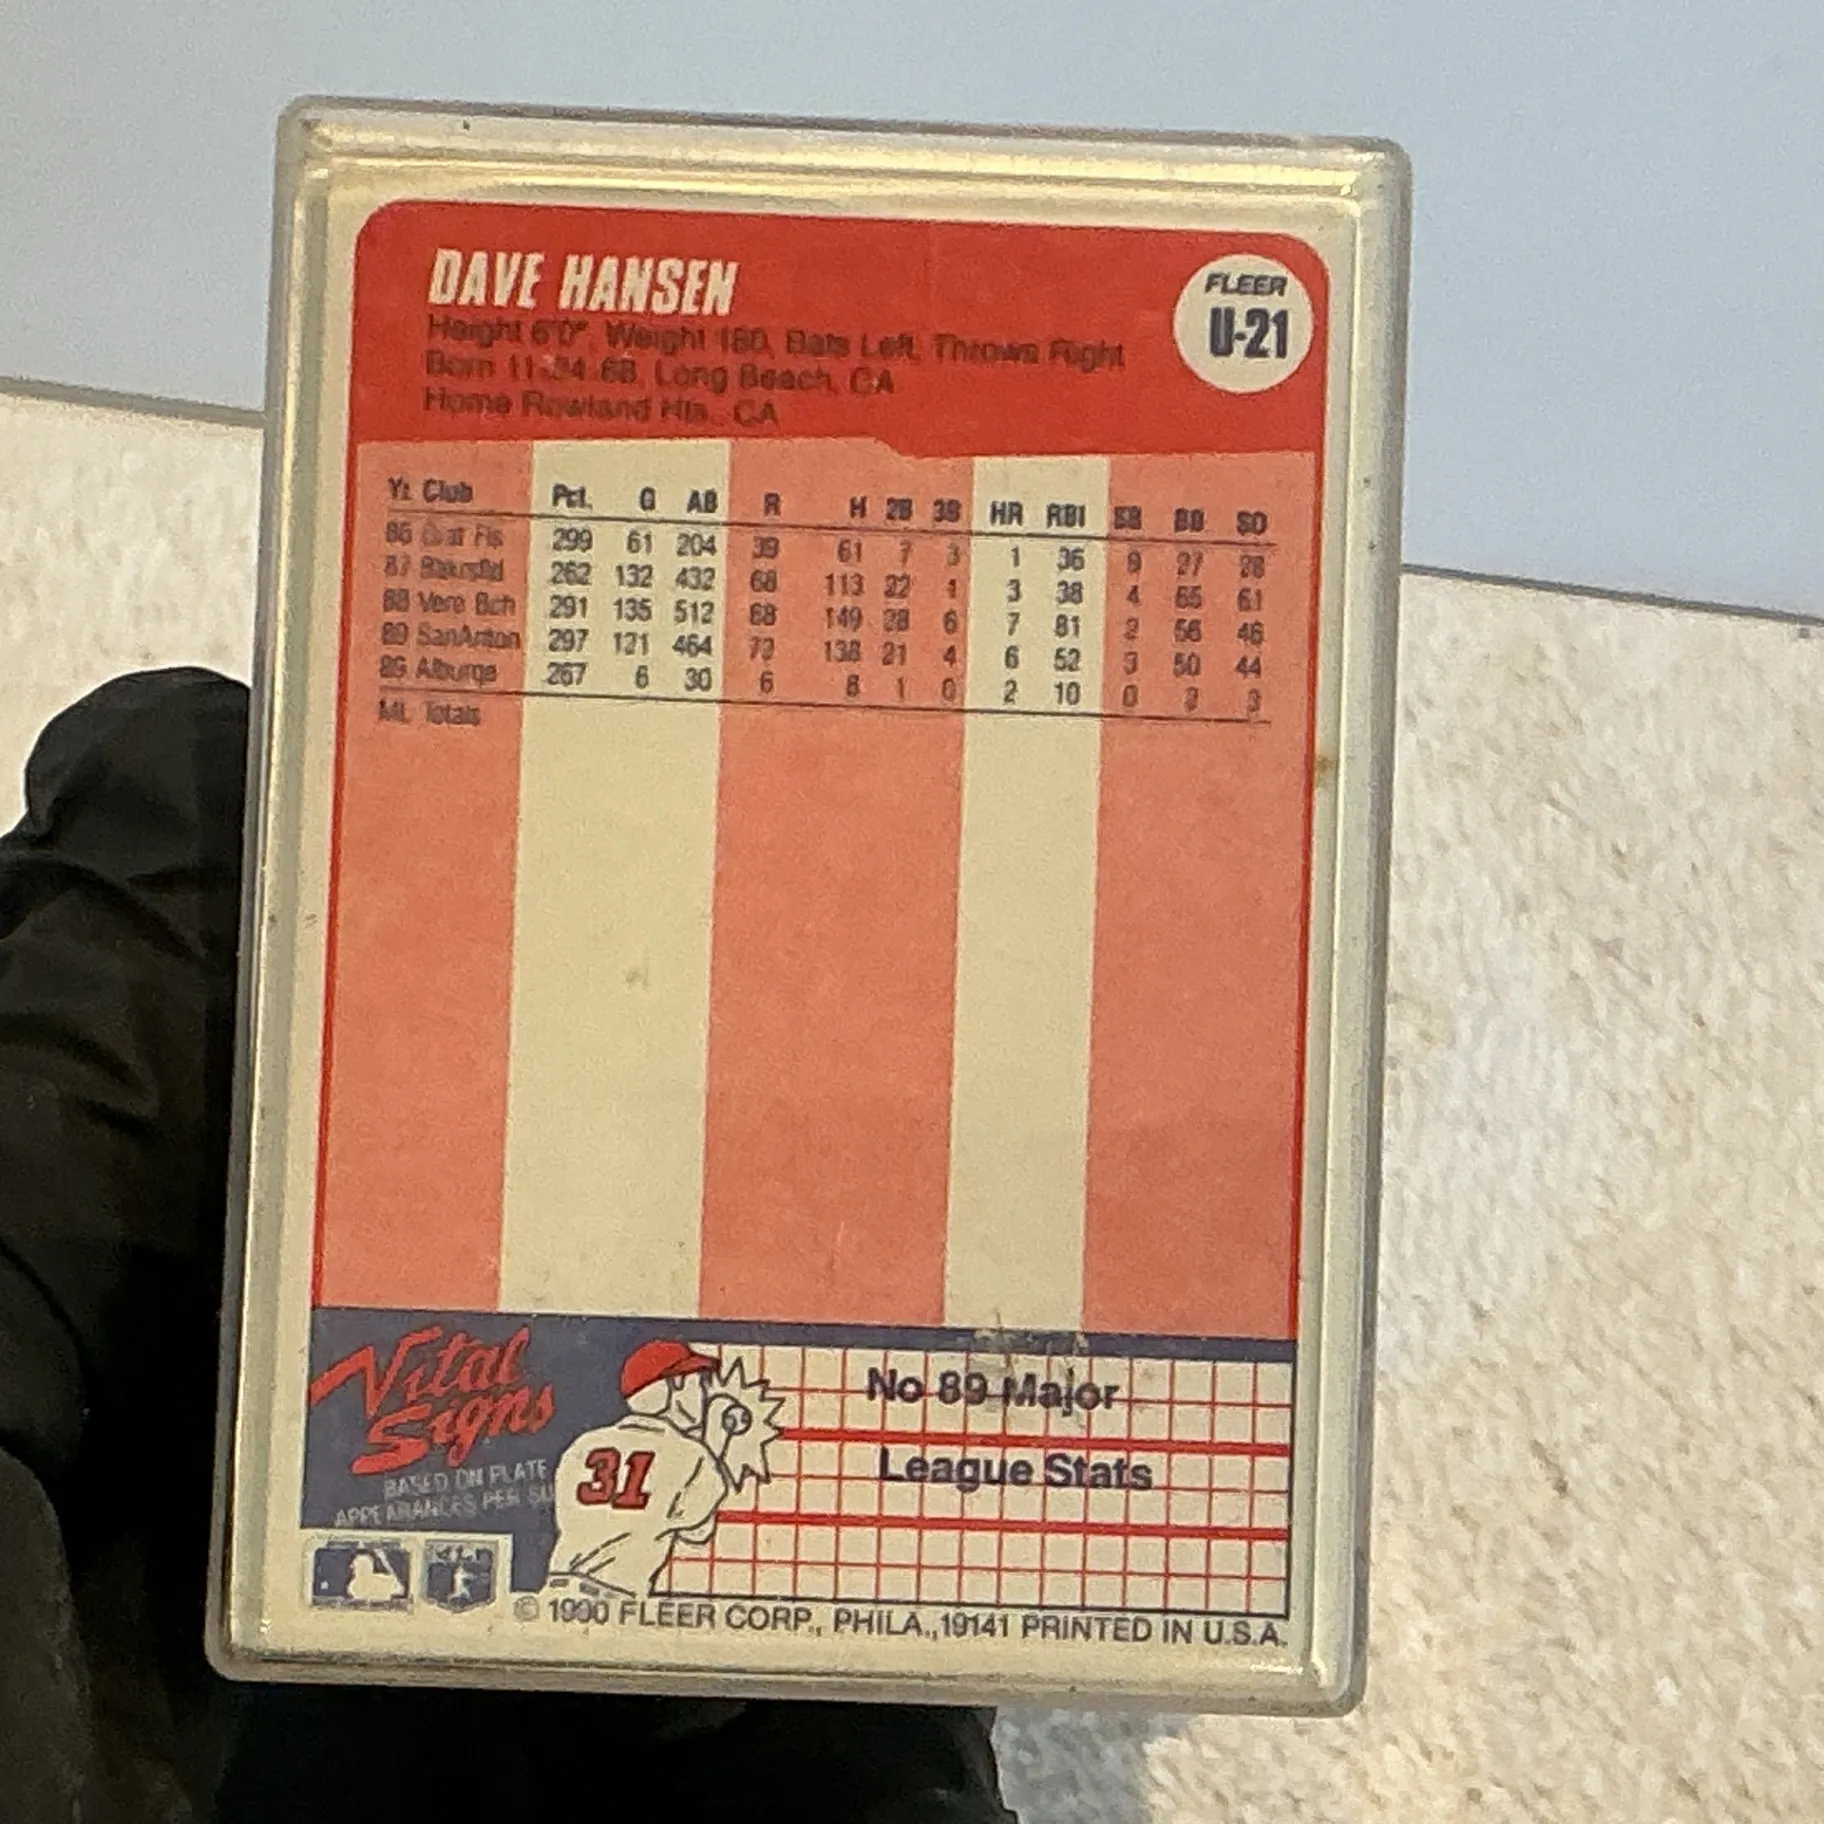 DAVE HANSEN
FLEER
U-21
Height 6'0", Weight 180, Bats Left, Throws Right
Born 11-24-68, Long Beach, CA
Home Rowland Hts., CA
Yr. Club Pct. G AB R H 2B 3B HR RBI SB BB SO
86 Grat Fls 299 61 204 39 61 7 3 1 36 9 27 28
87 Bakrsfld 262 132 432 68 113 22 1 3 38 4 65 61
88 Vero Bch 291 135 512 68 149 28 6 7 81 2 56 46
89 SanAnton 297 121 464 72 138 21 4 6 52 3 50 44
89 Alburqe 267 6 30 6 8 1 0 2 10 0 2 3
ML Totals
Vital
Signs
BASED ON PLATE
APPEARANCES PER
31
No 89 Major
League Stats
© 1990 FLEER CORP., PHILA.,19141 PRINTED IN U.S.A.